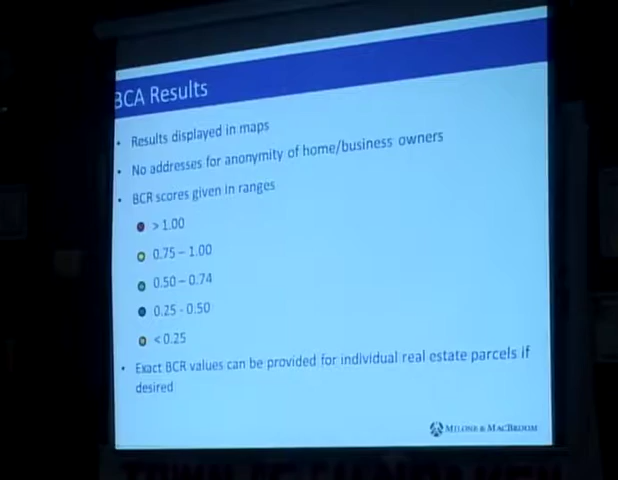 BCA Results
• Results displayed in maps
• No addresses for anonymity of home/business owners
• BCR scores given in ranges
> 1.00
0.75 – 1.00
0.50 – 0.74
0.25 - 0.50
< 0.25
• Exact BCR values can be provided for individual real estate parcels if
desired
MILONE & MACBROOM